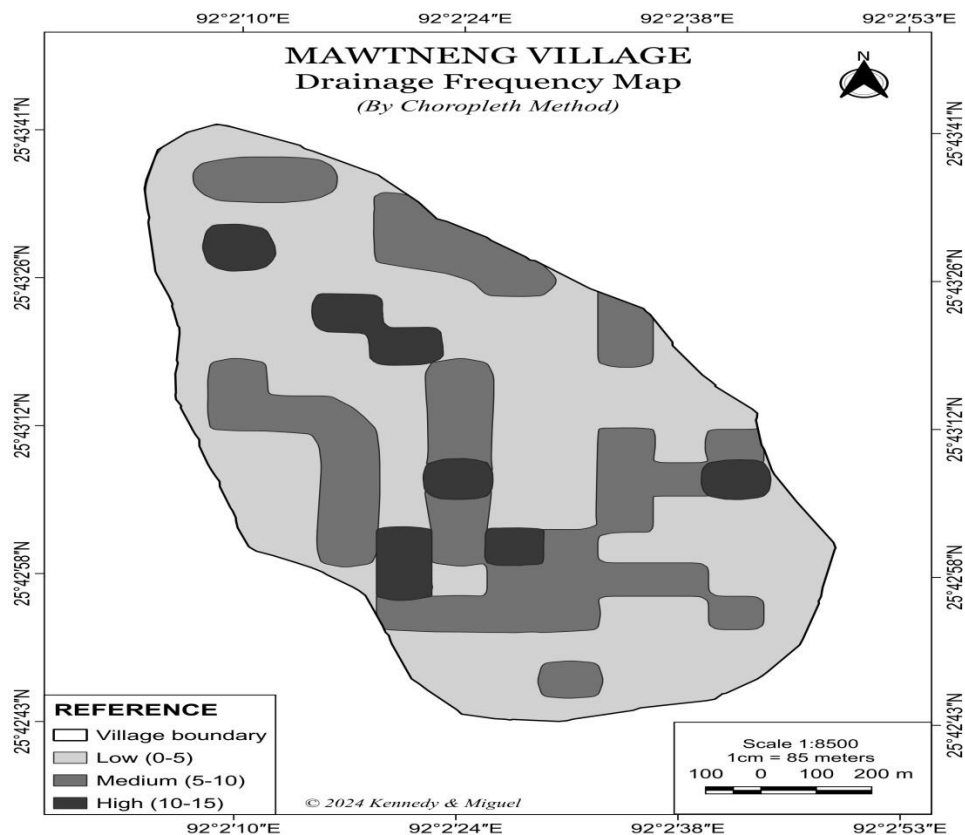 92°2'10"E 92°2'24"E 92°2'38"E 92°2'53"E
MAWTNENG VILLAGE
Drainage Frequency Map
(By Choropleth Method)
N
25°43'41"N 25°43'41"N
25°43'26"N 25°43'26"N
25°43'12"N 25°43'12"N
25°42'58"N 25°42'58"N
25°42'43"N 25°42'43"N
REFERENCE
Village boundary
Low (0-5)
Medium (5-10)
High (10-15)
© 2024 Kennedy & Miguel
Scale 1:8500
1cm = 85 meters
100 0 100 200 m
92°2'10"E 92°2'24"E 92°2'38"E 92°2'53"E